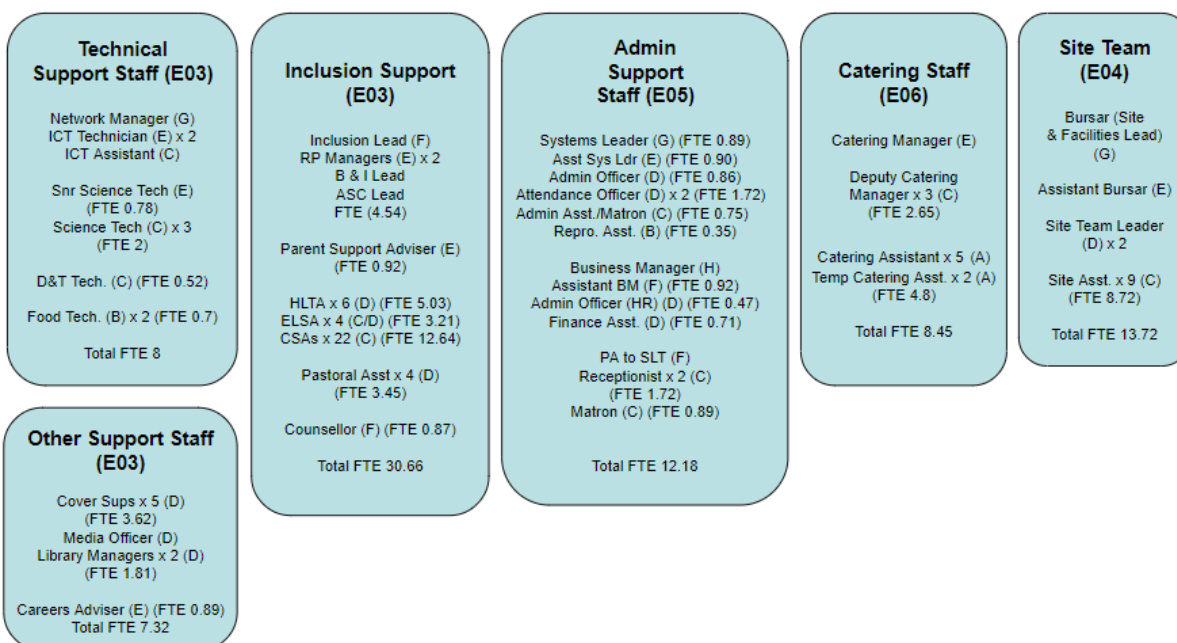 Technical
Support Staff (E03)
Network Manager (G)
ICT Technician (E) x 2
ICT Assistant (C)
Snr Science Tech (E)
(FTE 0.78)
Science Tech (C) x 3
(FTE 2)
D&T Tech. (C) (FTE 0.52)
Food Tech. (B) x 2 (FTE 0.7)
Total FTE 8
Other Support Staff
(E03)
Cover Sups x 5 (D)
(FTE 3.62)
Media Officer (D)
Library Managers x 2 (D)
(FTE 1.81)
Careers Adviser (E) (FTE 0.89)
Total FTE 7.32
Inclusion Support
(E03)
Inclusion Lead (F)
RP Managers (E) x 2
B & I Lead
ASC Lead
FTE (4.54)
Parent Support Adviser (E)
(FTE 0.92)
HLTA x 6 (D) (FTE 5.03)
ELSA x 4 (C/D) (FTE 3.21)
CSAs x 22 (C) (FTE 12.64)
Pastoral Asst x 4 (D)
(FTE 3.45)
Counsellor (F) (FTE 0.87)
Total FTE 30.66
Admin
Support
Staff (E05)
Systems Leader (G) (FTE 0.89)
Asst Sys Ldr (E) (FTE 0.90)
Admin Officer (D) (FTE 0.86)
Attendance Officer (D) x 2 (FTE 1.72)
Admin Asst./Matron (C) (FTE 0.75)
Repro. Asst. (B) (FTE 0.35)
Business Manager (H)
Assistant BM (F) (FTE 0.92)
Admin Officer (HR) (D) (FTE 0.47)
Finance Asst. (D) (FTE 0.71)
PA to SLT (F)
Receptionist x 2 (C)
(FTE 1.72)
Matron (C) (FTE 0.89)
Total FTE 12.18
Catering Staff
(E06)
Catering Manager (E)
Deputy Catering
Manager x 3 (C)
(FTE 2.65)
Catering Assistant x 5 (A)
Temp Catering Asst. x 2 (A)
(FTE 4.8)
Total FTE 8.45
Site Team
(E04)
Bursar (Site
& Facilities Lead)
(G)
Assistant Bursar (E)
Site Team Leader
(D) x 2
Site Asst. x 9 (C)
(FTE 8.72)
Total FTE 13.72